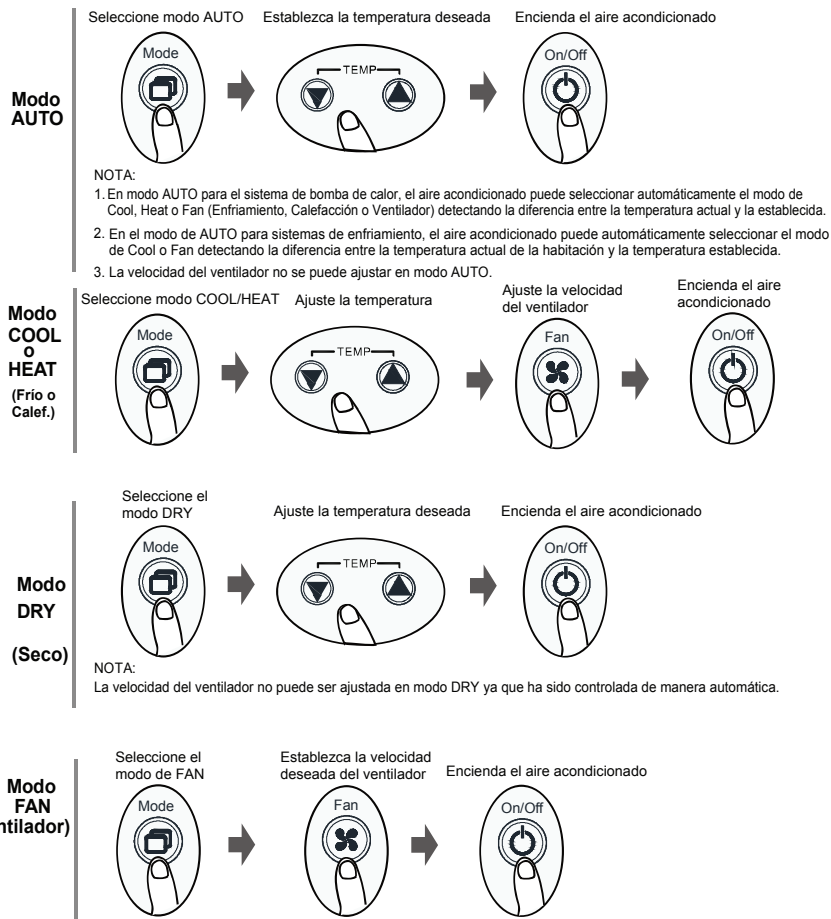 Seleccione modo AUTO
Establezca la temperatura deseada
Encienda el aire acondicionado
Modo
AUTO
Mode
TEMP
On/Off
NOTA:
1. En modo AUTO para el sistema de bomba de calor, el aire acondicionado puede seleccionar automáticamente el modo de
Cool, Heat o Fan (Enfriamiento, Calefacción o Ventilador) detectando la diferencia entre la temperatura actual y la establecida.
2. En el modo de AUTO para sistemas de enfriamiento, el aire acondicionado puede automáticamente seleccionar el modo
de Cool o Fan detectando la diferencia entre la temperatura actual de la habitación y la temperatura establecida.
3. La velocidad del ventilador no se puede ajustar en modo AUTO.
Modo
COOL
o
HEAT
(Frío o
Calef.)
Seleccione modo COOL/HEAT
Ajuste la temperatura
Ajuste la velocidad
del ventilador
Encienda el aire
acondicionado
Mode
TEMP
Fan
On/Off
Modo
DRY
(Seco)
Seleccione el
modo DRY
Ajuste la temperatura deseada
Encienda el aire acondicionado
Mode
TEMP
On/Off
NOTA:
La velocidad del ventilador no puede ser ajustada en modo DRY ya que ha sido controlada de manera automática.
Modo
FAN
ntilador)
Seleccione el
modo de FAN
Establezca la velocidad
deseada del ventilador
Encienda el aire acondicionado
Mode
Fan
On/Off